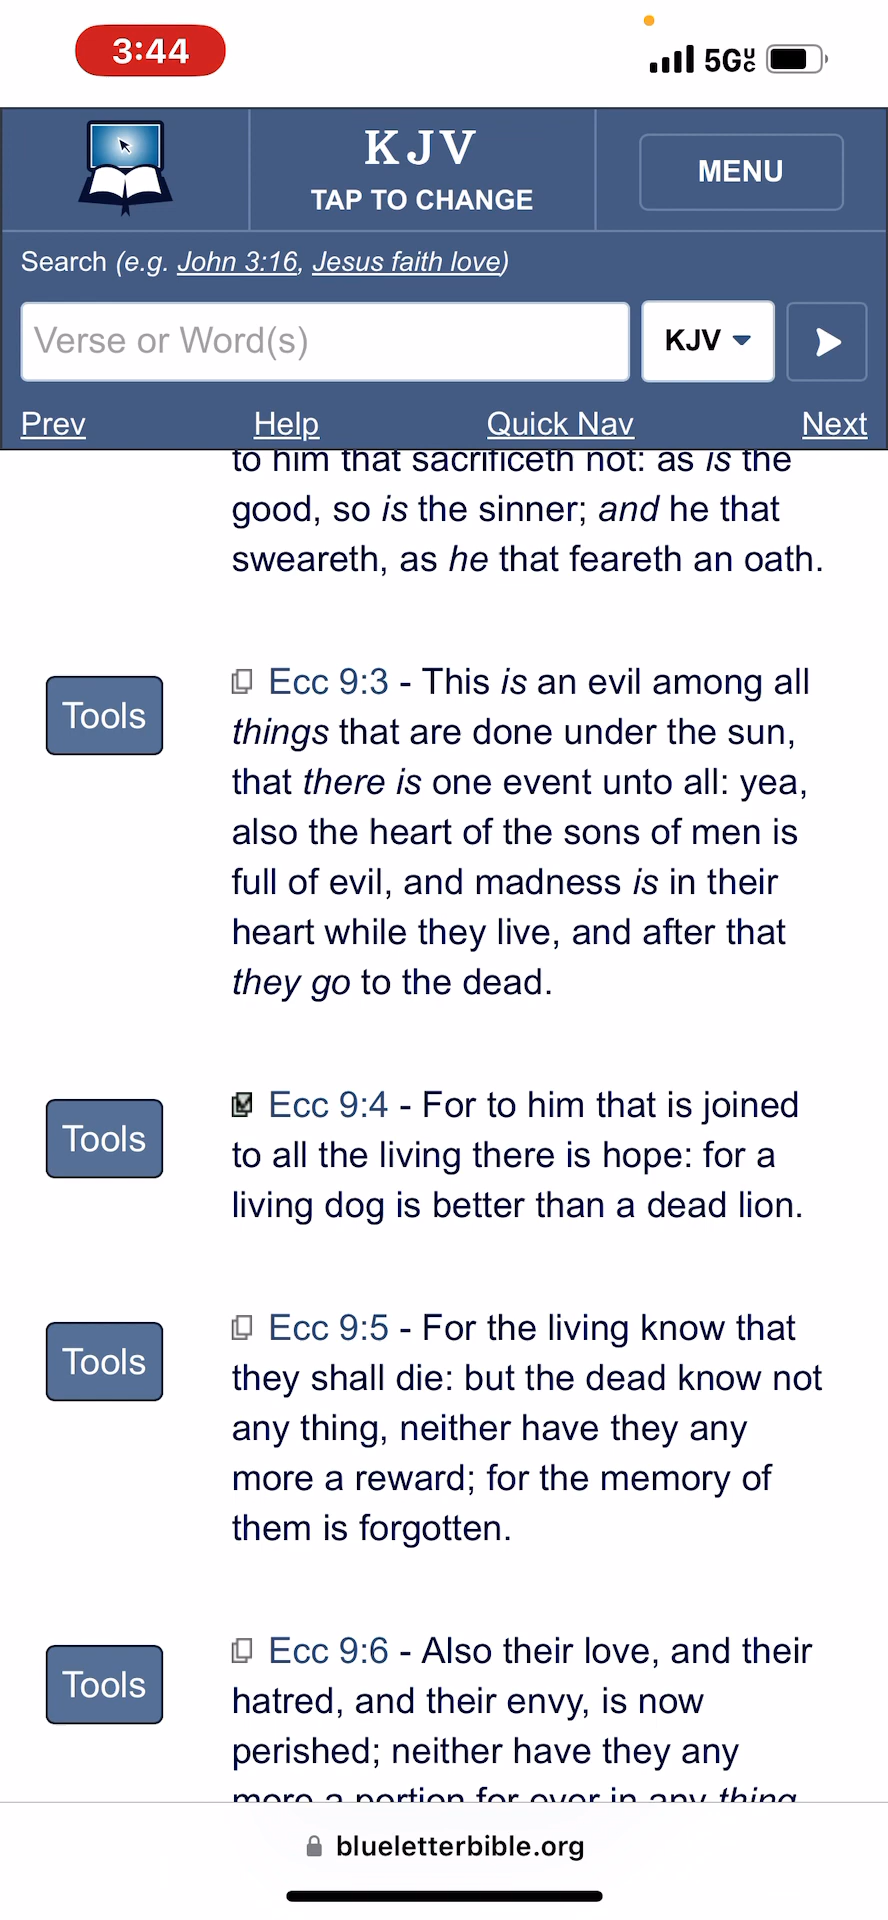 3:44
5G UC
KJV
TAP TO CHANGE
MENU
Search (e.g. John 3:16, Jesus faith love)
Verse or Word(s)
KJV
Prev Help Quick Nav Next
to him that sacrificeth not: as is the
good, so is the sinner; and he that
sweareth, as he that feareth an oath.
Tools
Ecc 9:3 - This is an evil among all
things that are done under the sun,
that there is one event unto all: yea,
also the heart of the sons of men is
full of evil, and madness is in their
heart while they live, and after that
they go to the dead.
Tools
Ecc 9:4 - For to him that is joined
to all the living there is hope: for a
living dog is better than a dead lion.
Tools
Ecc 9:5 - For the living know that
they shall die: but the dead know not
any thing, neither have they any
more a reward; for the memory of
them is forgotten.
Tools
Ecc 9:6 - Also their love, and their
hatred, and their envy, is now
perished; neither have they any
more a portion for ever in any thing
blueletterbible.org